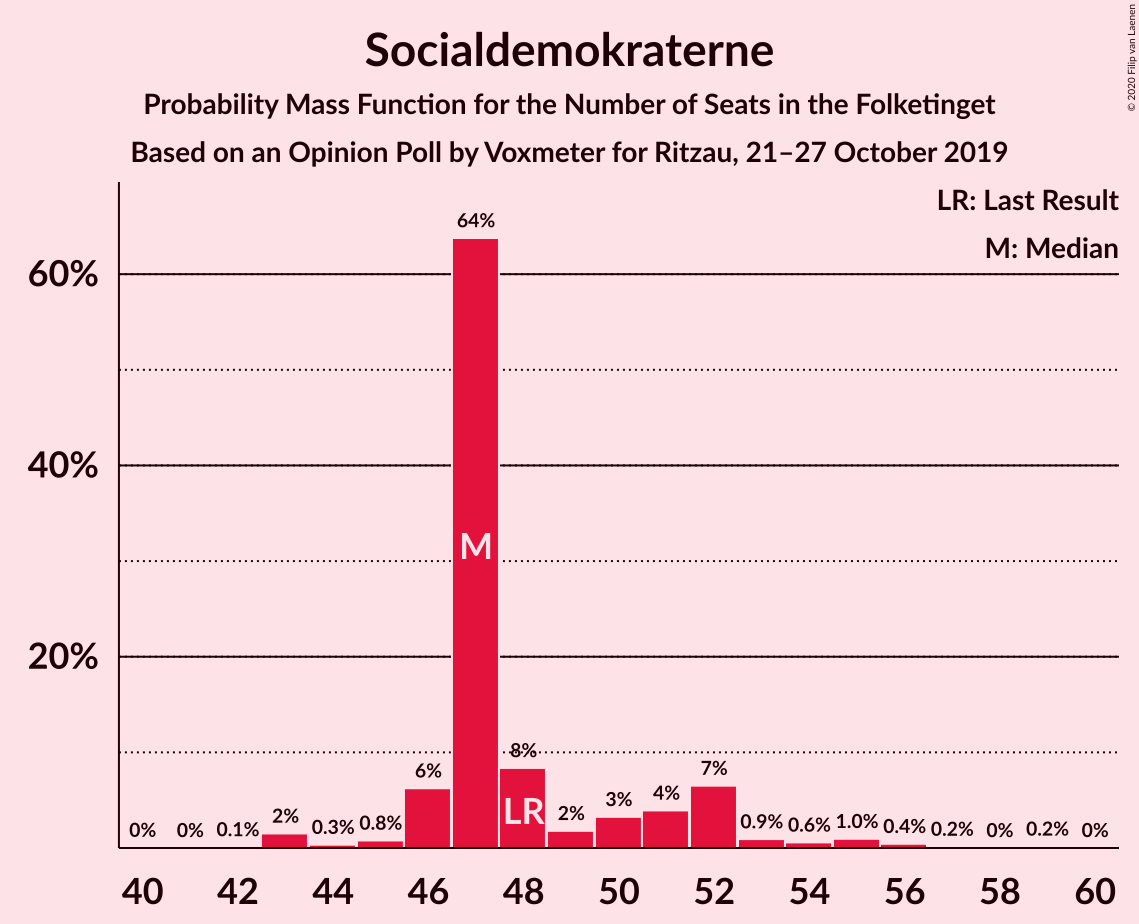 Socialdemokraterne
Probability Mass Function for the Number of Seats in the Folketinget
Based on an Opinion Poll by Voxmeter for Ritzau, 21–27 October 2019
© 2020 Filip van Laenen
LR: Last Result
M: Median
60%
40%
20%
0%
0%
0.1%
2%
0.3%
0.8%
6%
64%
8%
2%
3%
4%
7%
0.9%
0.6%
1.0%
0.4%
0.2%
0%
0.2%
0%
M
LR
40 42 44 46 48 50 52 54 56 58 60